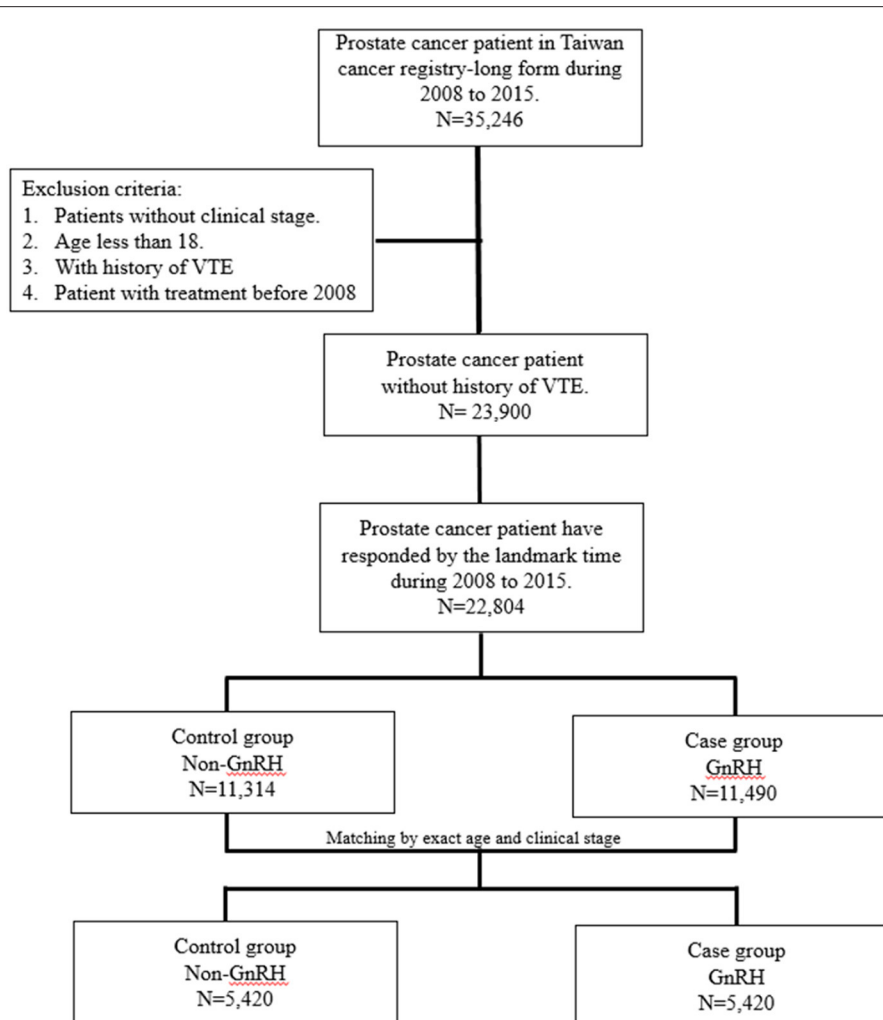 Prostate cancer patient in Taiwan
cancer registry-long form during
2008 to 2015.
N=35,246
Exclusion criteria:
1. Patients without clinical stage.
2. Age less than 18.
3. With history of VTE
4. Patient with treatment before 2008
Prostate cancer patient
without history of VTE.
N= 23,900
Prostate cancer patient have
responded by the landmark time
during 2008 to 2015.
N=22,804
Control group
Non-GnRH
N=11,314
Case group
GnRH
N=11,490
Matching by exact age and clinical stage
Control group
Non-GnRH
N=5,420
Case group
GnRH
N=5,420